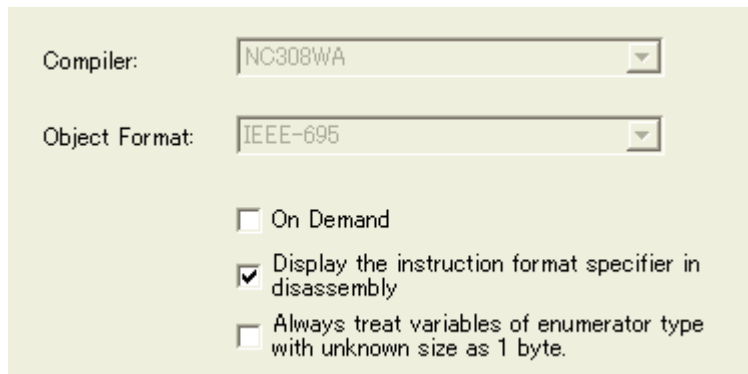 Compiler: NC308WA
Object Format: IEEE-695
On Demand
Display the instruction format specifier in
disassembly
Always treat variables of enumerator type
with unknown size as 1 byte.